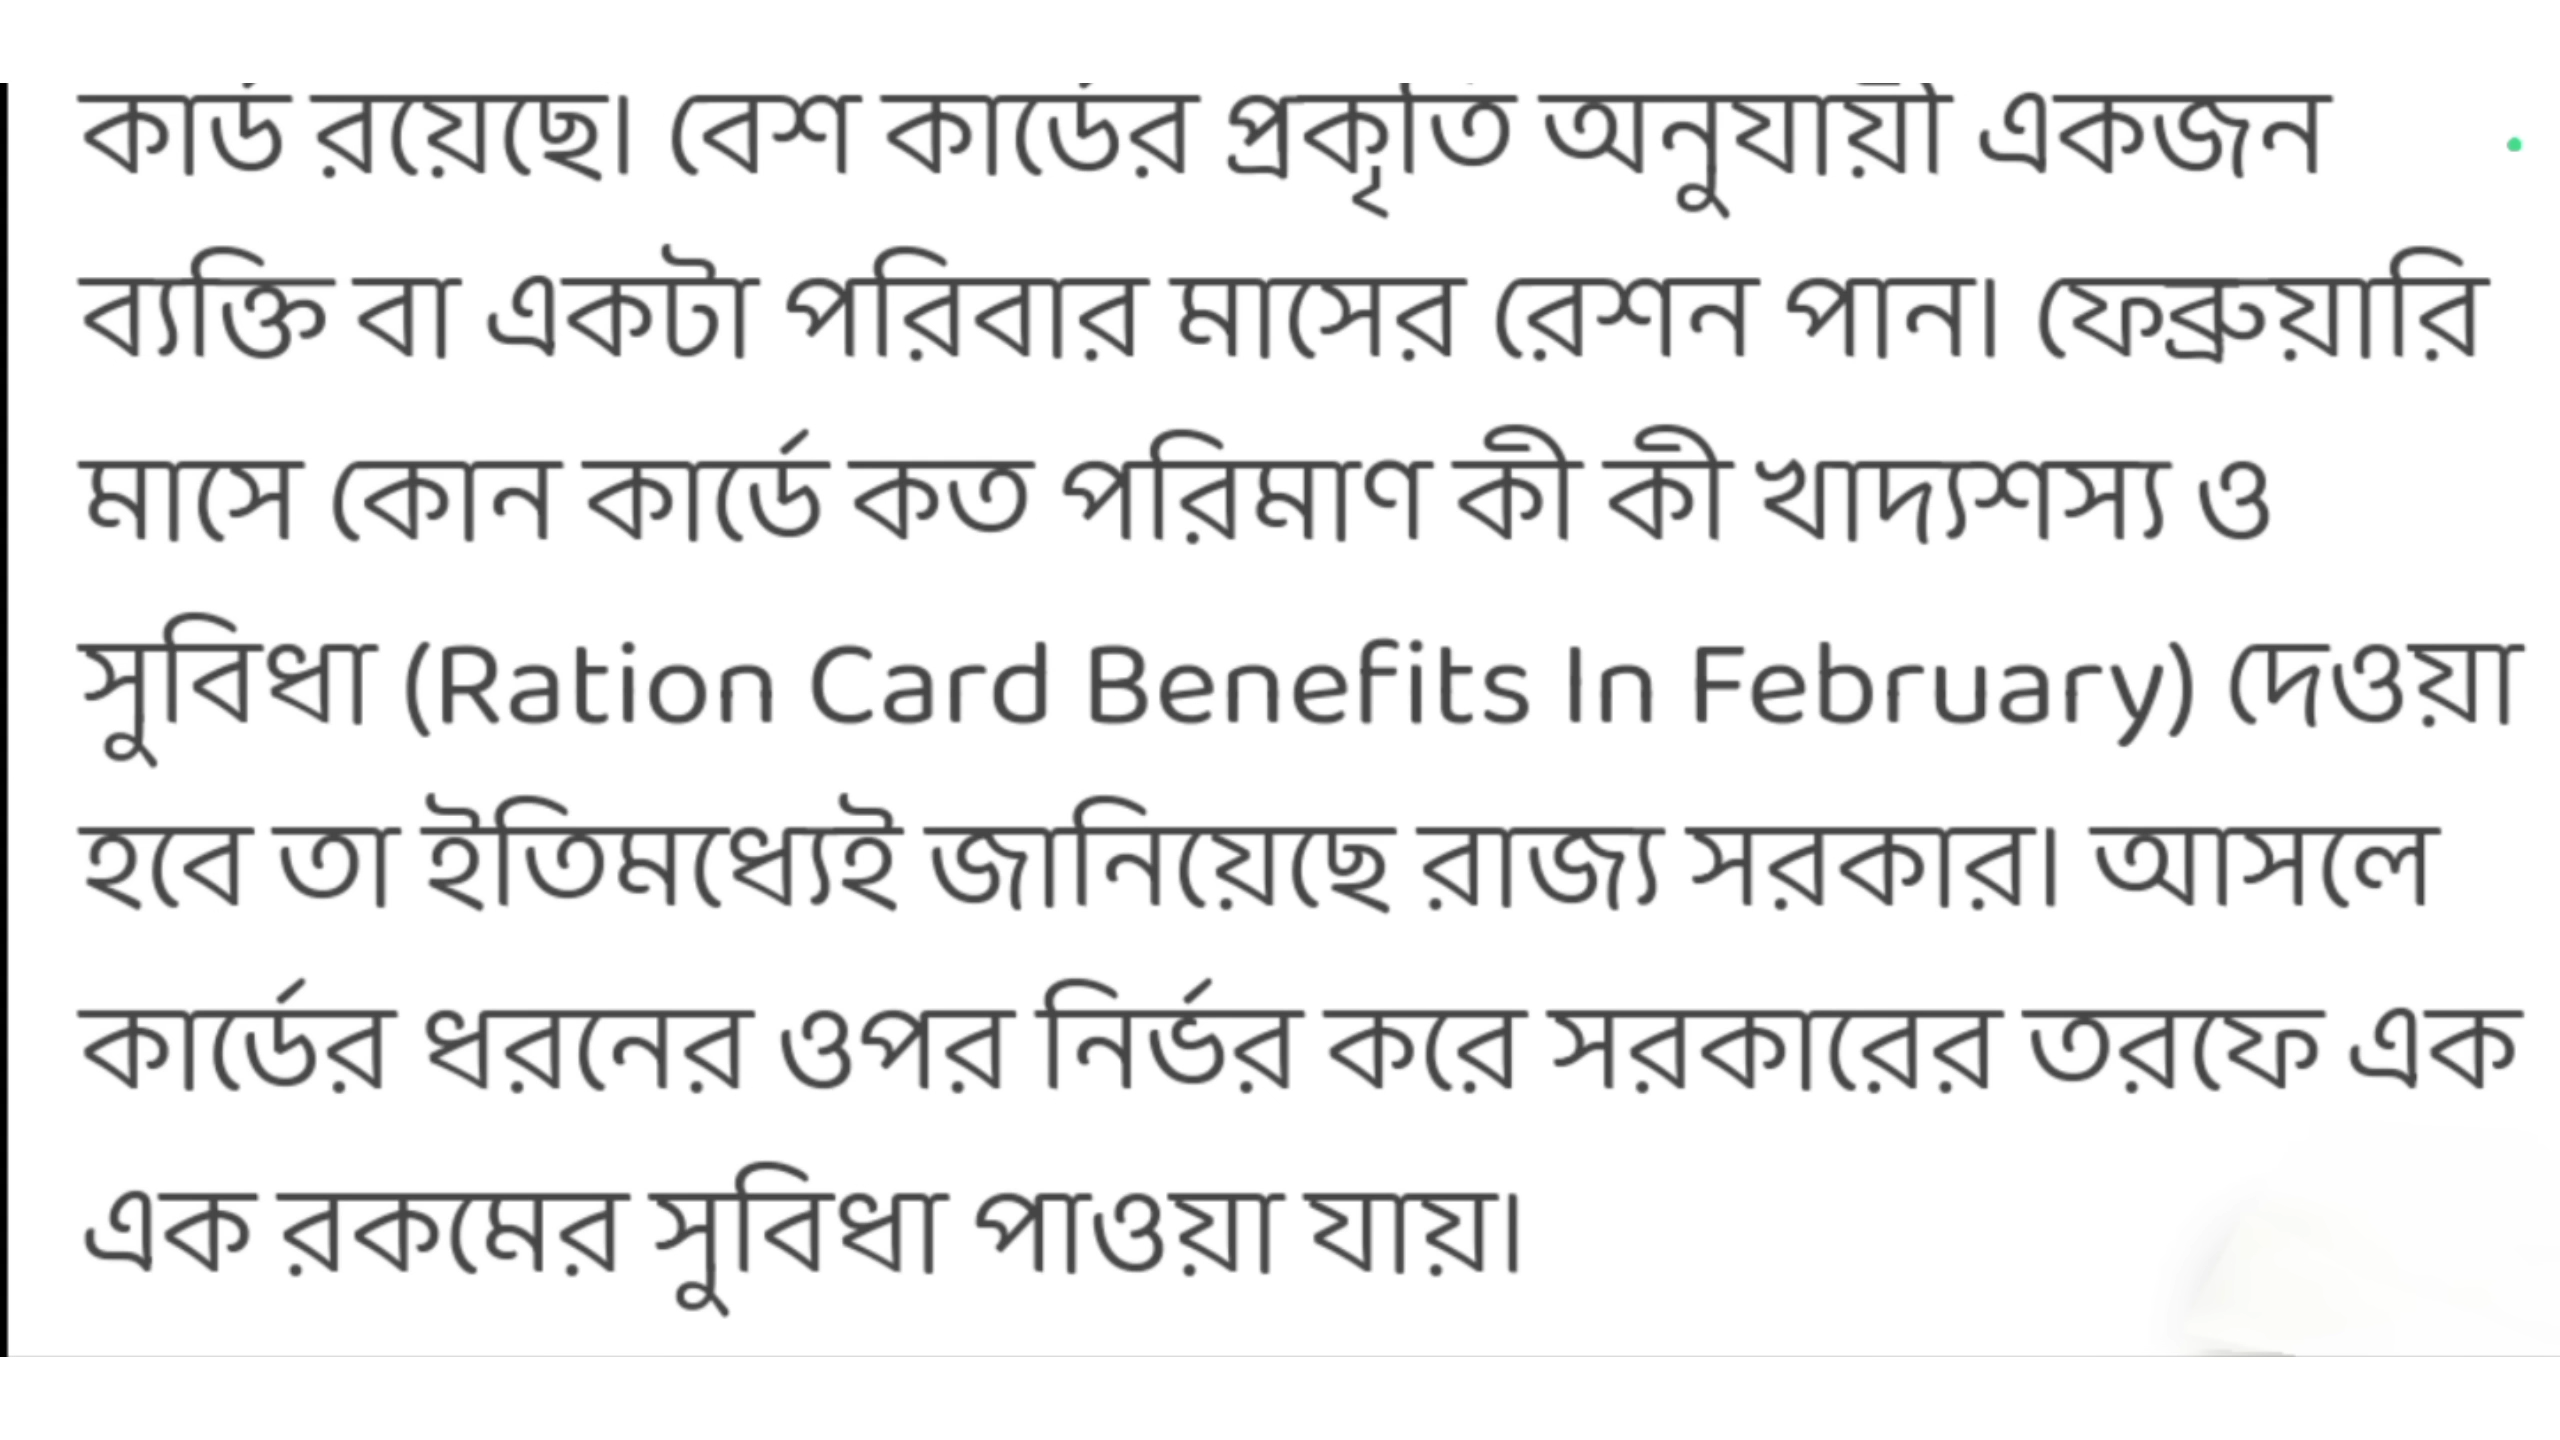 কার্ড রয়েছে। বেশ কার্ডের প্রকৃতি অনুযায়ী একজন
ব্যক্তি বা একটা পরিবার মাসের রেশন পান। ফেব্রুয়ারি
মাসে কোন কার্ডে কত পরিমাণ কী কী খাদ্যশস্য ও
সুবিধা (Ration Card Benefits In February) দেওয়া
হবে তা ইতিমধ্যেই জানিয়েছে রাজ্য সরকার। আসলে
কার্ডের ধরনের ওপর নির্ভর করে সরকারের তরফে এক
এক রকমের সুবিধা পাওয়া যায়।